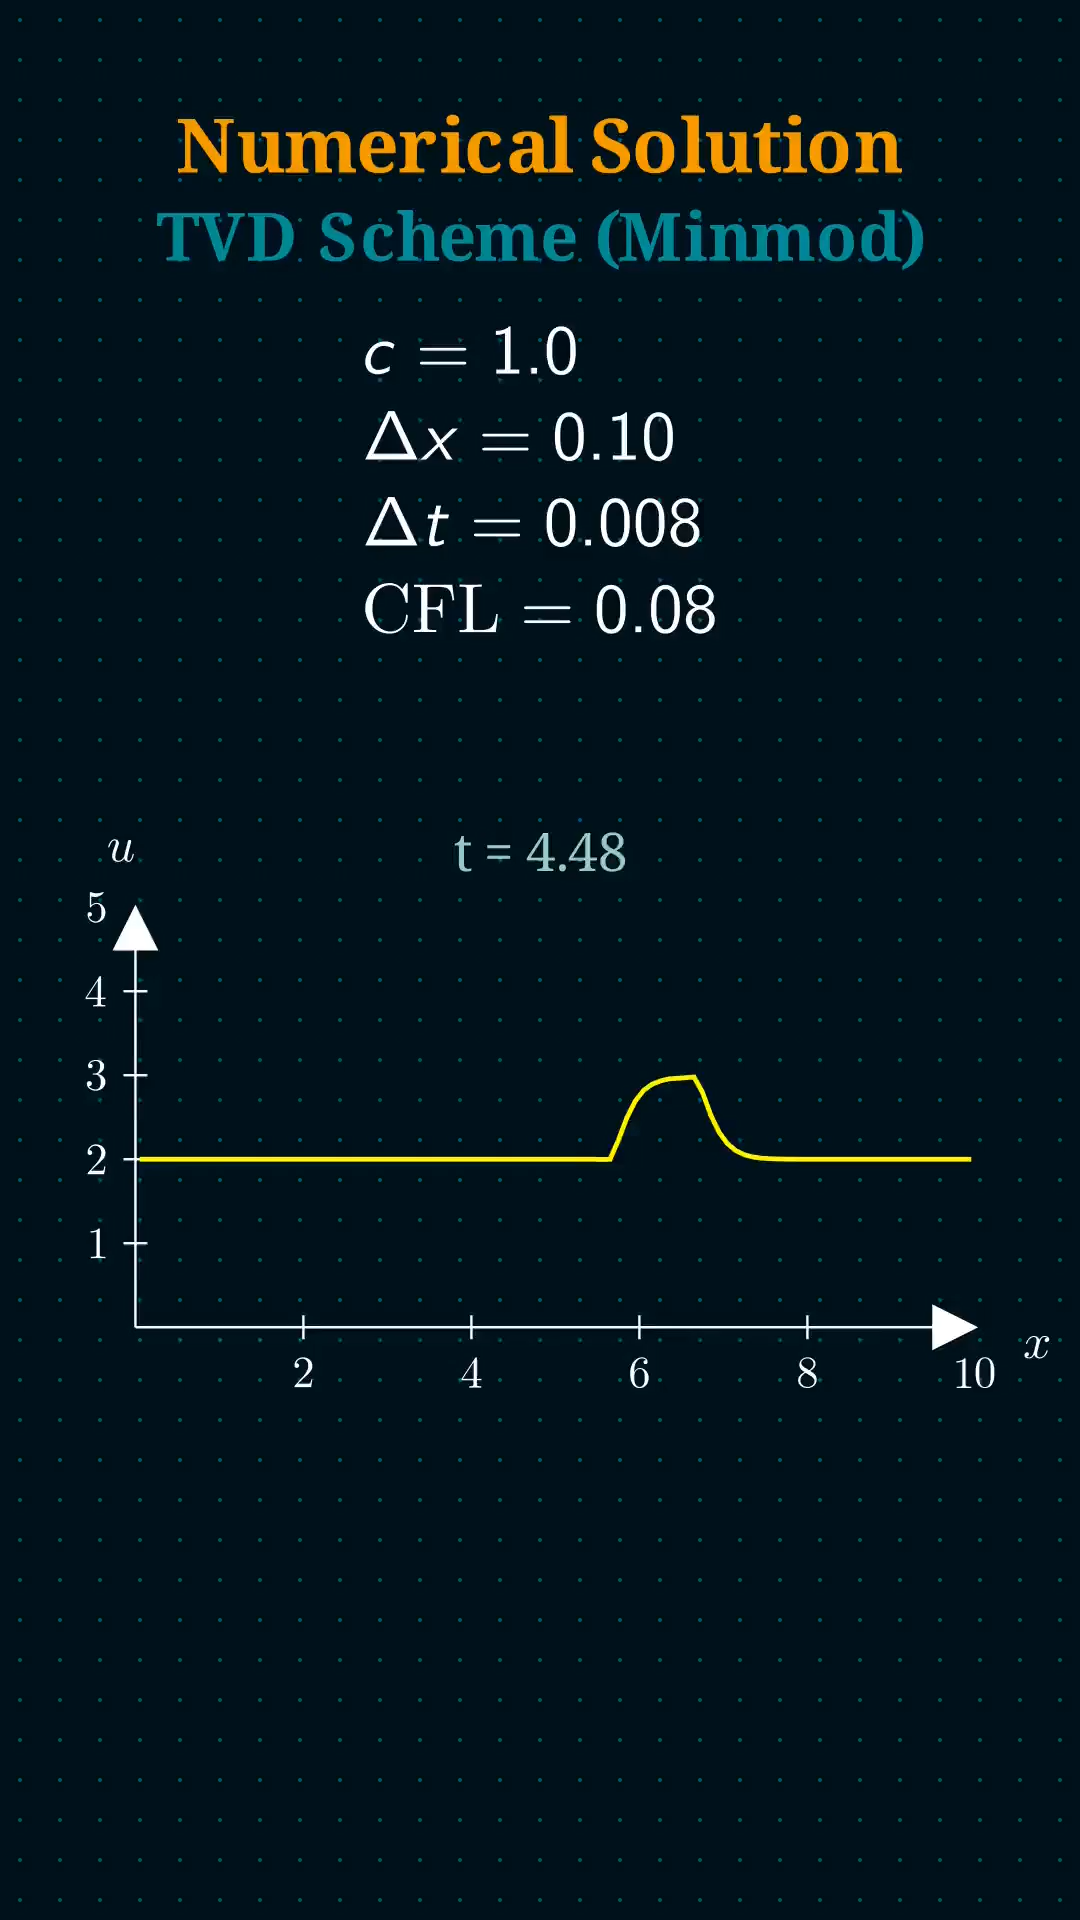 Numerical Solution
TVD Scheme (Minmod)
c = 1.0
Δx = 0.10
Δt = 0.008
CFL = 0.08
t = 4.48
u
5
4
3
2
1
2 4 6 8 10
x